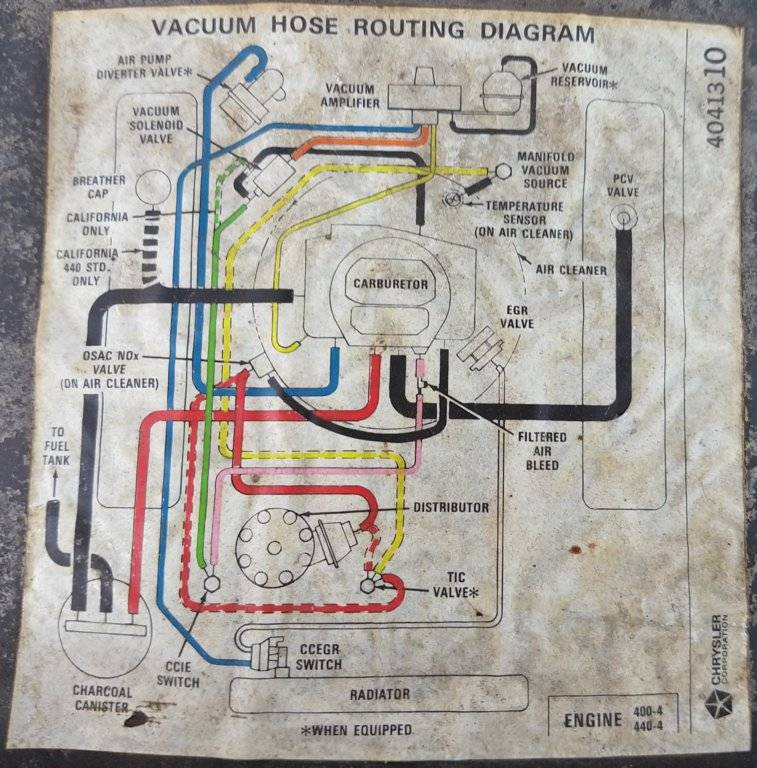 VACUUM HOSE ROUTING DIAGRAM
AIR PUMP
DIVERTER VALVE*
VACUUM
AMPLIFIER
VACUUM
RESERVOIR*
4041310
VACUUM
SOLENOID
VALVE
MANIFOLD
VACUUM
SOURCE
BREATHER
CAP
PCV
VALVE
TEMPERATURE
SENSOR
(ON AIR CLEANER)
CALIFORNIA
ONLY
CALIFORNIA
440 STD.
ONLY
AIR CLEANER
CARBURETOR
EGR
VALVE
OSAC NOx
VALVE
(ON AIR CLEANER)
TO
FUEL
TANK
FILTERED
AIR
BLEED
DISTRIBUTOR
TIC
VALVE*
CCIE
SWITCH
CCEGR
SWITCH
CHARCOAL
CANISTER
RADIATOR
*WHEN EQUIPPED
ENGINE 400-4
440-4
CHRYSLER
CORPORATION